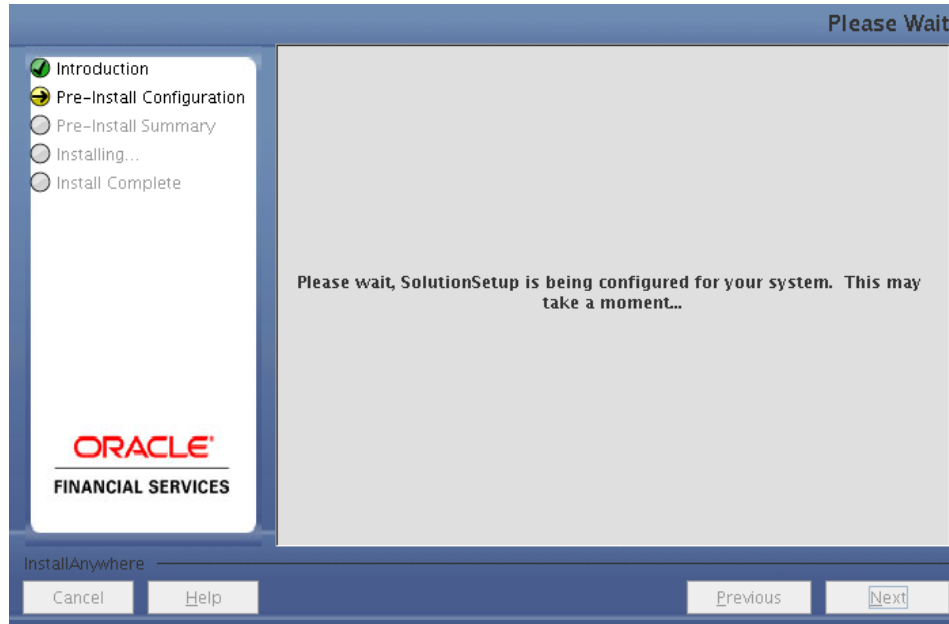 Please Wait
Introduction
Pre-Install Configuration
Pre-Install Summary
Installing...
Install Complete
Please wait, SolutionSetup is being configured for your system. This may
take a moment...
ORACLE®
FINANCIAL SERVICES
InstallAnywhere
Cancel
Help
Previous
Next